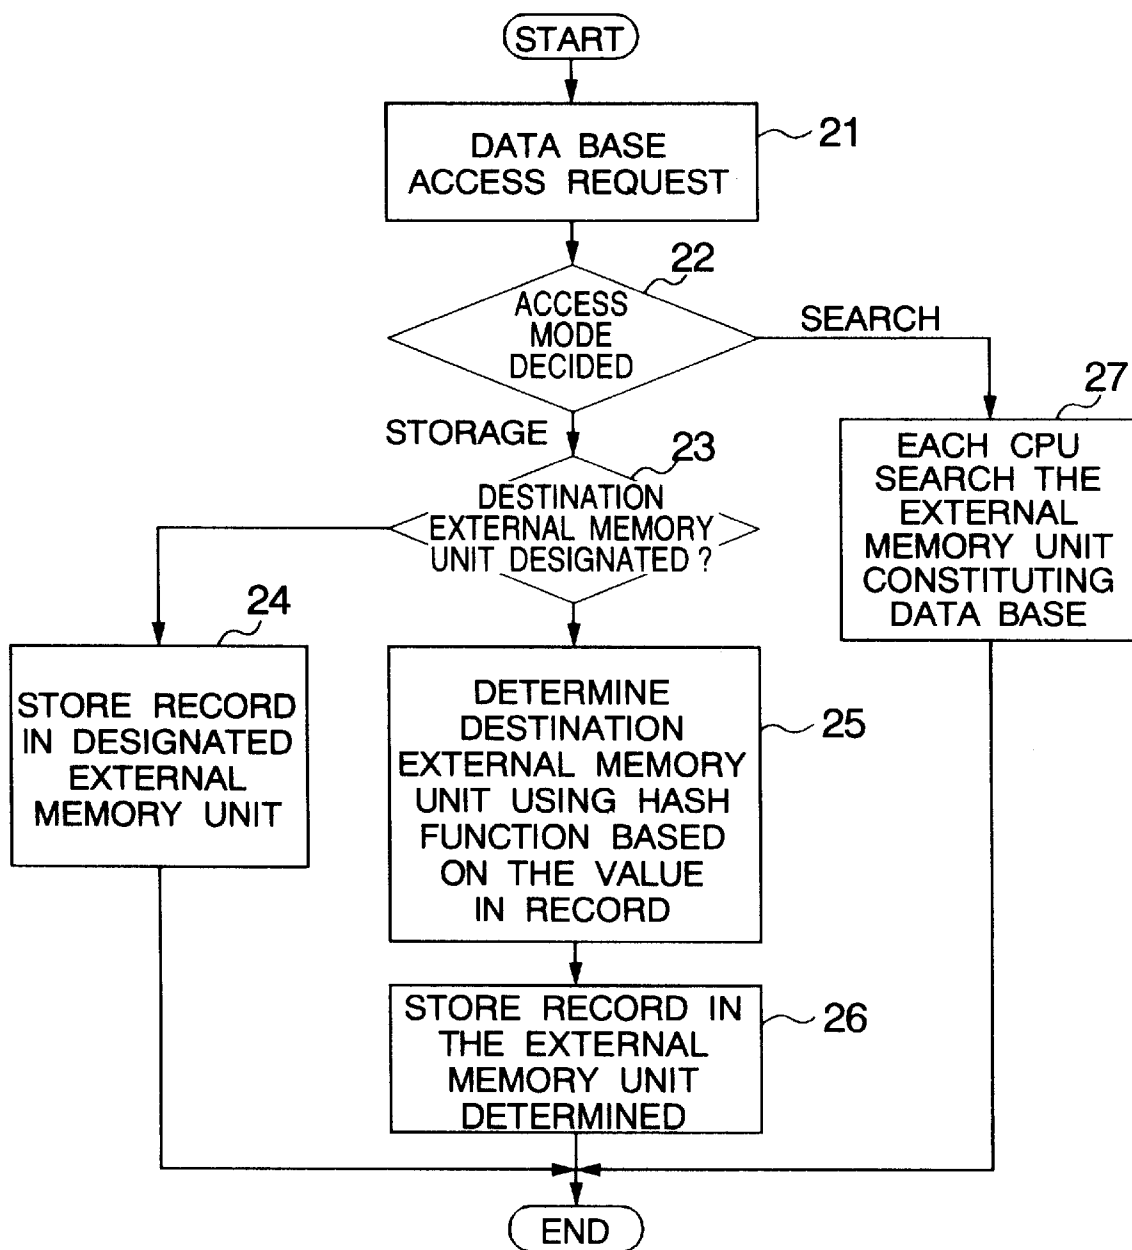 START
DATA BASE
ACCESS REQUEST
21
ACCESS
MODE
DECIDED
22
SEARCH
STORAGE
DESTINATION
EXTERNAL MEMORY
UNIT DESIGNATED ?
23
EACH CPU
SEARCH THE
EXTERNAL
MEMORY UNIT
CONSTITUTING
DATA BASE
27
STORE RECORD
IN DESIGNATED
EXTERNAL
MEMORY UNIT
24
DETERMINE
DESTINATION
EXTERNAL MEMORY
UNIT USING HASH
FUNCTION BASED
ON THE VALUE
IN RECORD
25
STORE RECORD IN
THE EXTERNAL
MEMORY UNIT
DETERMINED
26
END